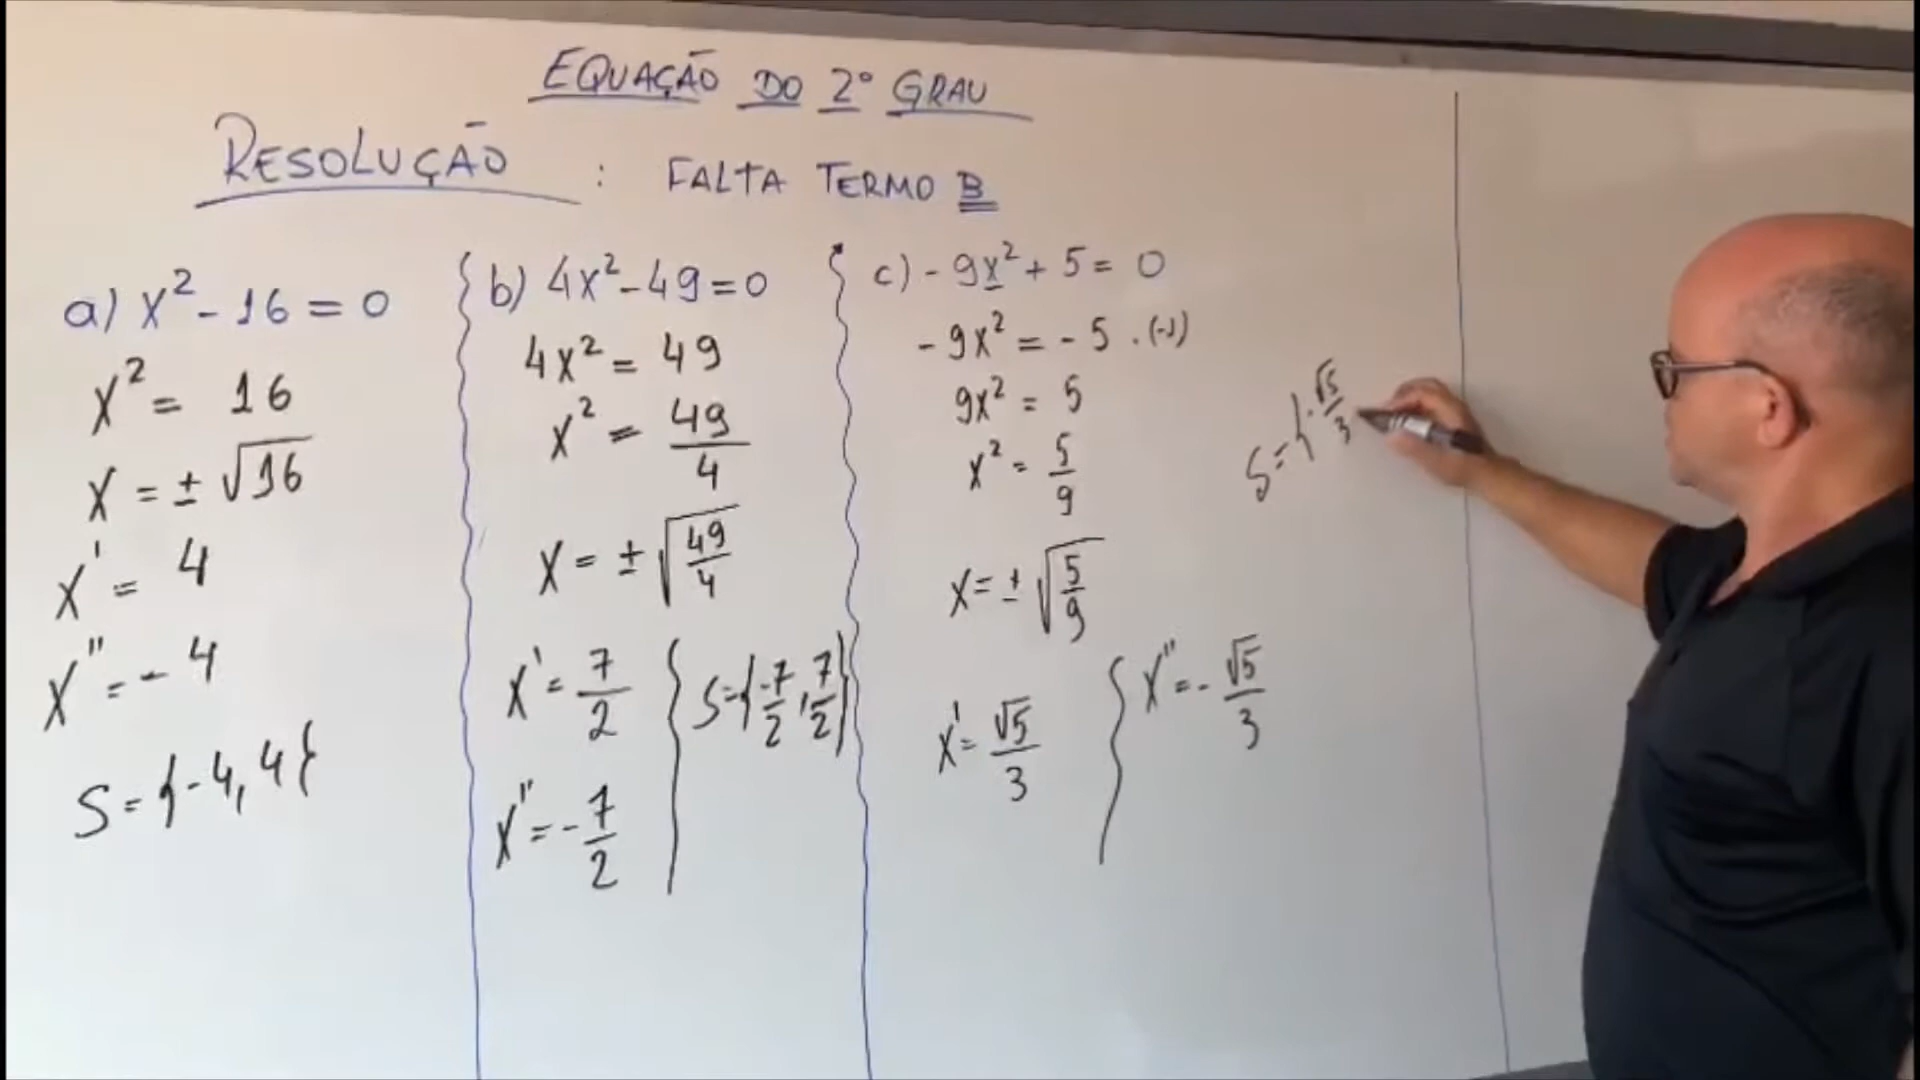 EQUAÇÃO DO 2º GRAU
RESOLUÇÃO : FALTA TERMO B
a) x² - 16 = 0
x² = 16
x = ± √16
x' = 4
x'' = - 4
S = {-4, 4}
b) 4x² - 49 = 0
4x² = 49
x² = 49/4
x = ± √(49/4)
x' = 7/2
x'' = - 7/2
S = {-7/2, 7/2}
c) - 9x² + 5 = 0
- 9x² = - 5 . (-1)
9x² = 5
x² = 5/9
x = ± √(5/9)
x' = √5/3
x'' = - √5/3
S = {- √5/3